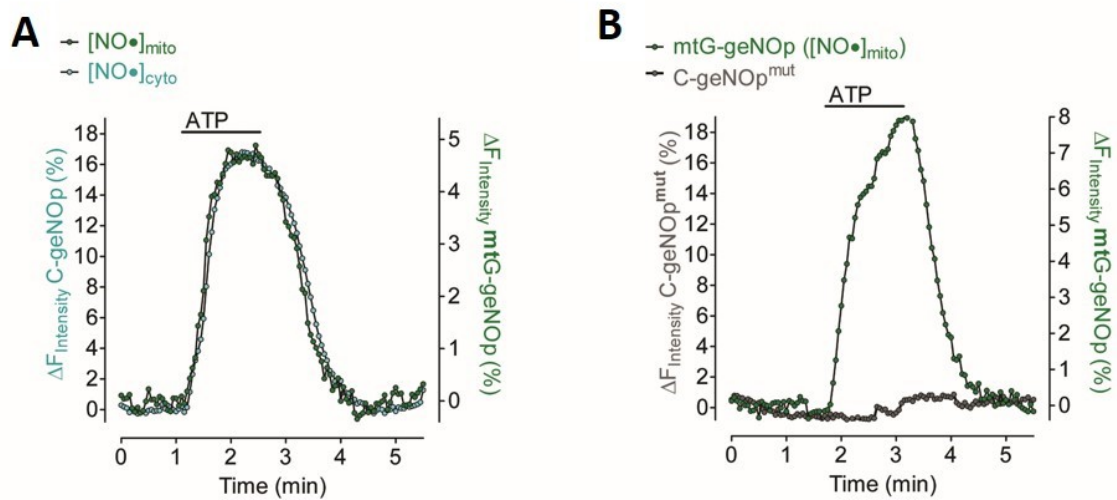 A
[NO●]mito
[NO●]cyto
ATP
ΔFIntensity C-geNOp (%)
18
16
14
12
10
8
6
4
2
0
5
4
3
2
1
0
ΔFIntensity mtG-geNOp (%)
0 1 2 3 4 5
Time (min)
B
mtG-geNOp ([NO●]mito)
C-geNOpmut
ATP
ΔFIntensity C-geNOpmut (%)
18
16
14
12
10
8
6
4
2
0
8
7
6
5
4
3
2
1
0
ΔFIntensity mtG-geNOp (%)
0 1 2 3 4 5
Time (min)